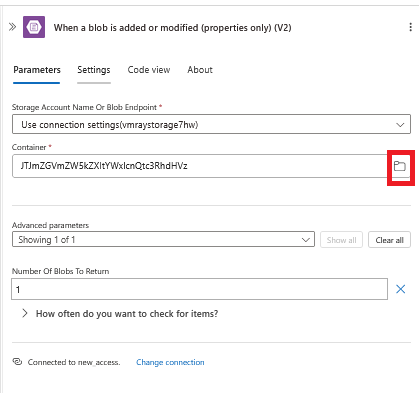 When a blob is added or modified (properties only) (V2)
Parameters Settings Code view About
Storage Account Name Or Blob Endpoint *
Use connection settings(vmraystorage7hw)
Container *
JTJmZGVmZW5kZXItYWxlcnQtc3RhdHVz
Advanced parameters
Showing 1 of 1 Show all Clear all
Number Of Blobs To Return
1
How often do you want to check for items?
Connected to new_access. Change connection